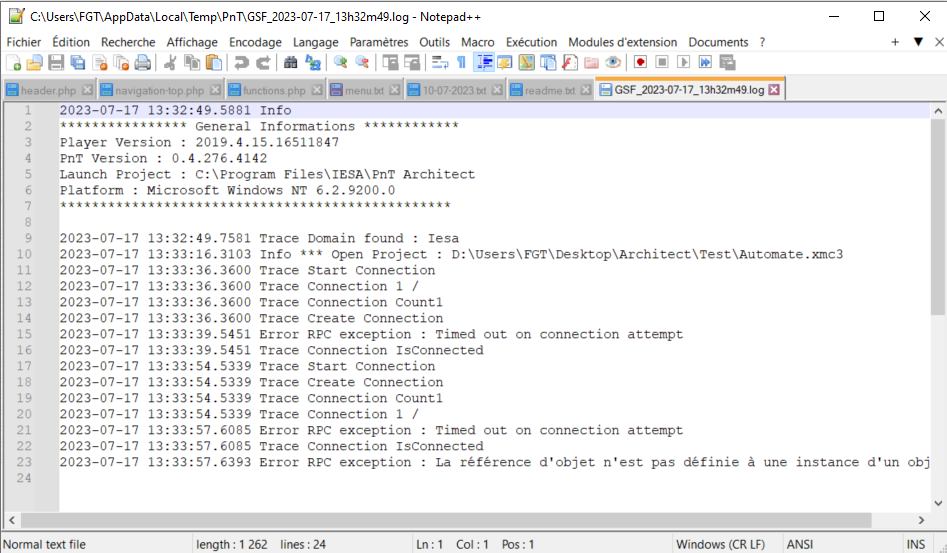 C:\Users\FGT\AppData\Local\Temp\PnT\GSF_2023-07-17_13h32m49.log - Notepad++
Fichier Édition Recherche Affichage Encodage Langage Paramètres Outils Macro Exécution Modules d'extension Documents ?
header.php navigation-top.php functions.php menu.txt 10-07-2023.txt readme.txt GSF_2023-07-17_13h32m49.log
1 2023-07-17 13:32:49.5881 Info
2 **************** General Informations ************
3 Player Version : 2019.4.15.16511847
4 PnT Version : 0.4.276.4142
5 Launch Project : C:\Program Files\IESA\PnT Architect
6 Platform : Microsoft Windows NT 6.2.9200.0
7 *************************************************
8
9 2023-07-17 13:32:49.7581 Trace Domain found : Iesa
10 2023-07-17 13:33:16.3103 Info *** Open Project : D:\Users\FGT\Desktop\Architect\Test\Automate.xmc3
11 2023-07-17 13:33:36.3600 Trace Start Connection
12 2023-07-17 13:33:36.3600 Trace Connection 1 /
13 2023-07-17 13:33:36.3600 Trace Connection Count1
14 2023-07-17 13:33:36.3600 Trace Create Connection
15 2023-07-17 13:33:39.5451 Error RPC exception : Timed out on connection attempt
16 2023-07-17 13:33:39.5451 Trace Connection IsConnected
17 2023-07-17 13:33:54.5339 Trace Start Connection
18 2023-07-17 13:33:54.5339 Trace Create Connection
19 2023-07-17 13:33:54.5339 Trace Connection Count1
20 2023-07-17 13:33:54.5339 Trace Connection 1 /
21 2023-07-17 13:33:57.6085 Error RPC exception : Timed out on connection attempt
22 2023-07-17 13:33:57.6085 Trace Connection IsConnected
23 2023-07-17 13:33:57.6393 Error RPC exception : La référence d'objet n'est pas définie à une instance d'un obj
24
Normal text file length : 1 262 lines : 24 Ln : 1 Col : 1 Pos : 1 Windows (CR LF) ANSI INS